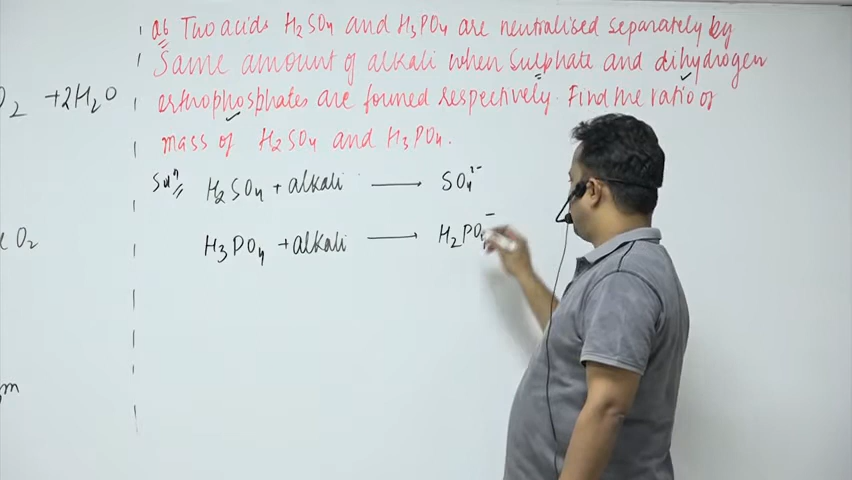 Q6 Two acids H₂SO₄ and H₃PO₄ are neutralised separately by
Same amount of alkali when Sulphate and dihydrogen
orthophosphates are formed respectively. Find the ratio of
mass of H₂SO₄ and H₃PO₄.
Solⁿ H₂SO₄ + alkali ⟶ SO₄²⁻
H₃PO₄ + alkali ⟶ H₂PO₄⁻
O₂ + 2H₂O
O₂
m